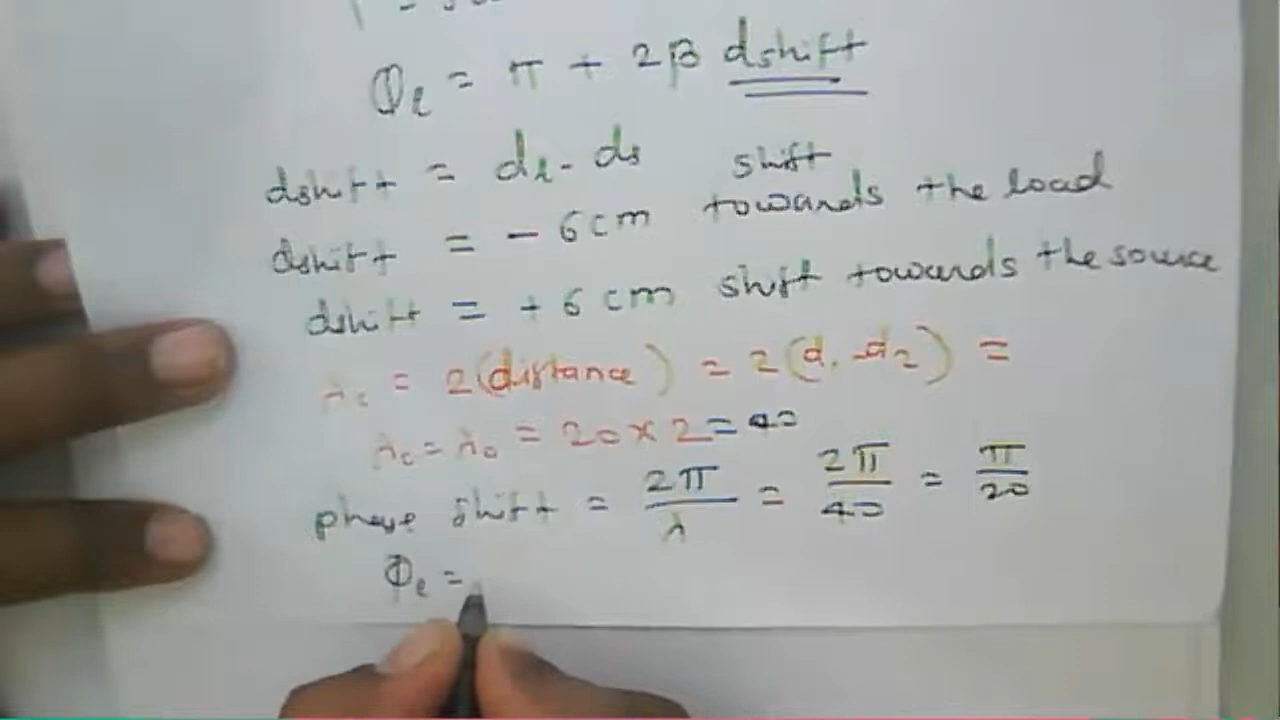 Φℓ = π + 2β dshift
dshift = dℓ - ds shift
dshift = - 6 cm towards the load
dshift = + 6 cm shift towards the source
λc = 2(distance) = 2(d1 - d2) =
λc = λ0 = 20 x 2 = 40
phase shift = 2π/λ = 2π/40 = π/20
Φℓ =